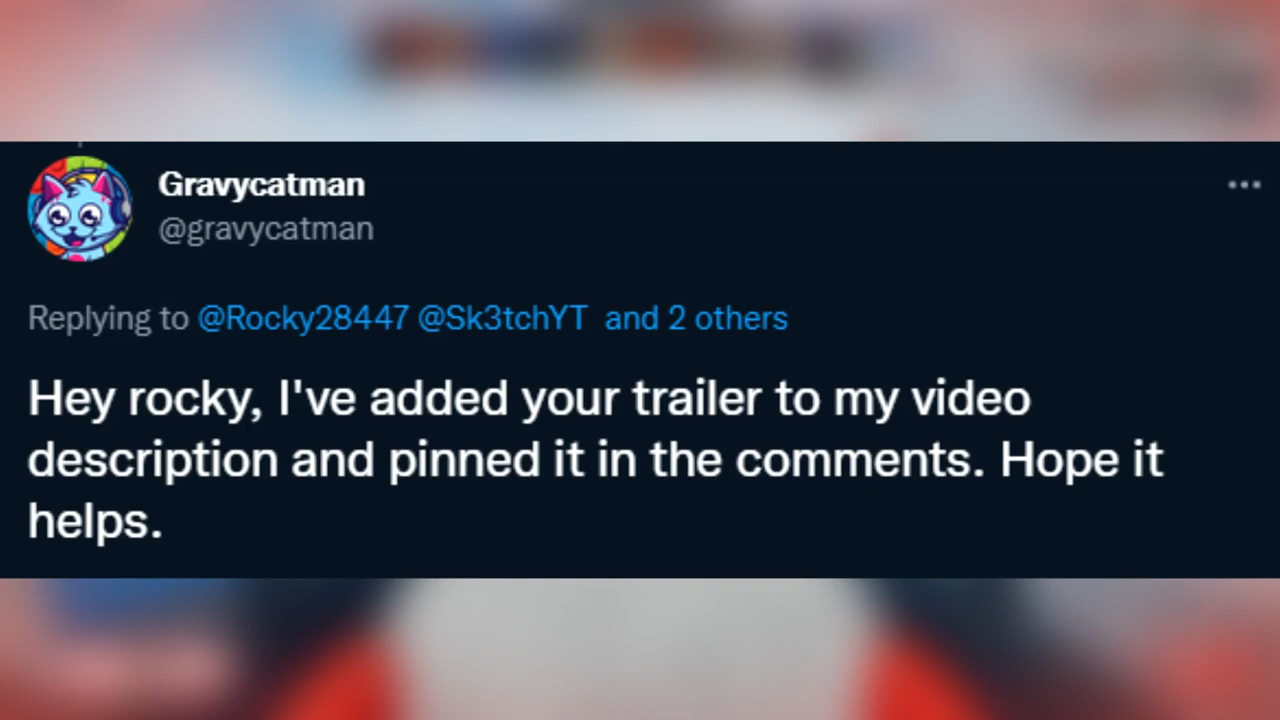 Gravycatman
@gravycatman
Replying to @Rocky28447 @Sk3tchYT and 2 others
Hey rocky, I've added your trailer to my video
description and pinned it in the comments. Hope it
helps.